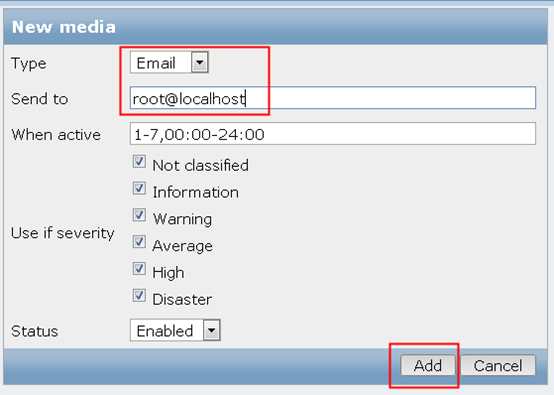 New media
Type Email
Send to root@localhost
When active 1-7,00:00-24:00
Not classified
Information
Warning
Use if severity
Average
High
Disaster
Status Enabled
Add Cancel